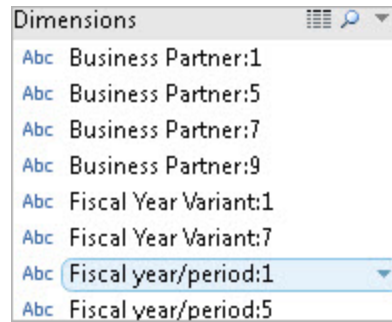 Dimensions
Abc Business Partner:1
Abc Business Partner:5
Abc Business Partner:7
Abc Business Partner:9
Abc Fiscal Year Variant:1
Abc Fiscal Year Variant:7
Abc Fiscal year/period:1
Abc Fiscal year/period:5